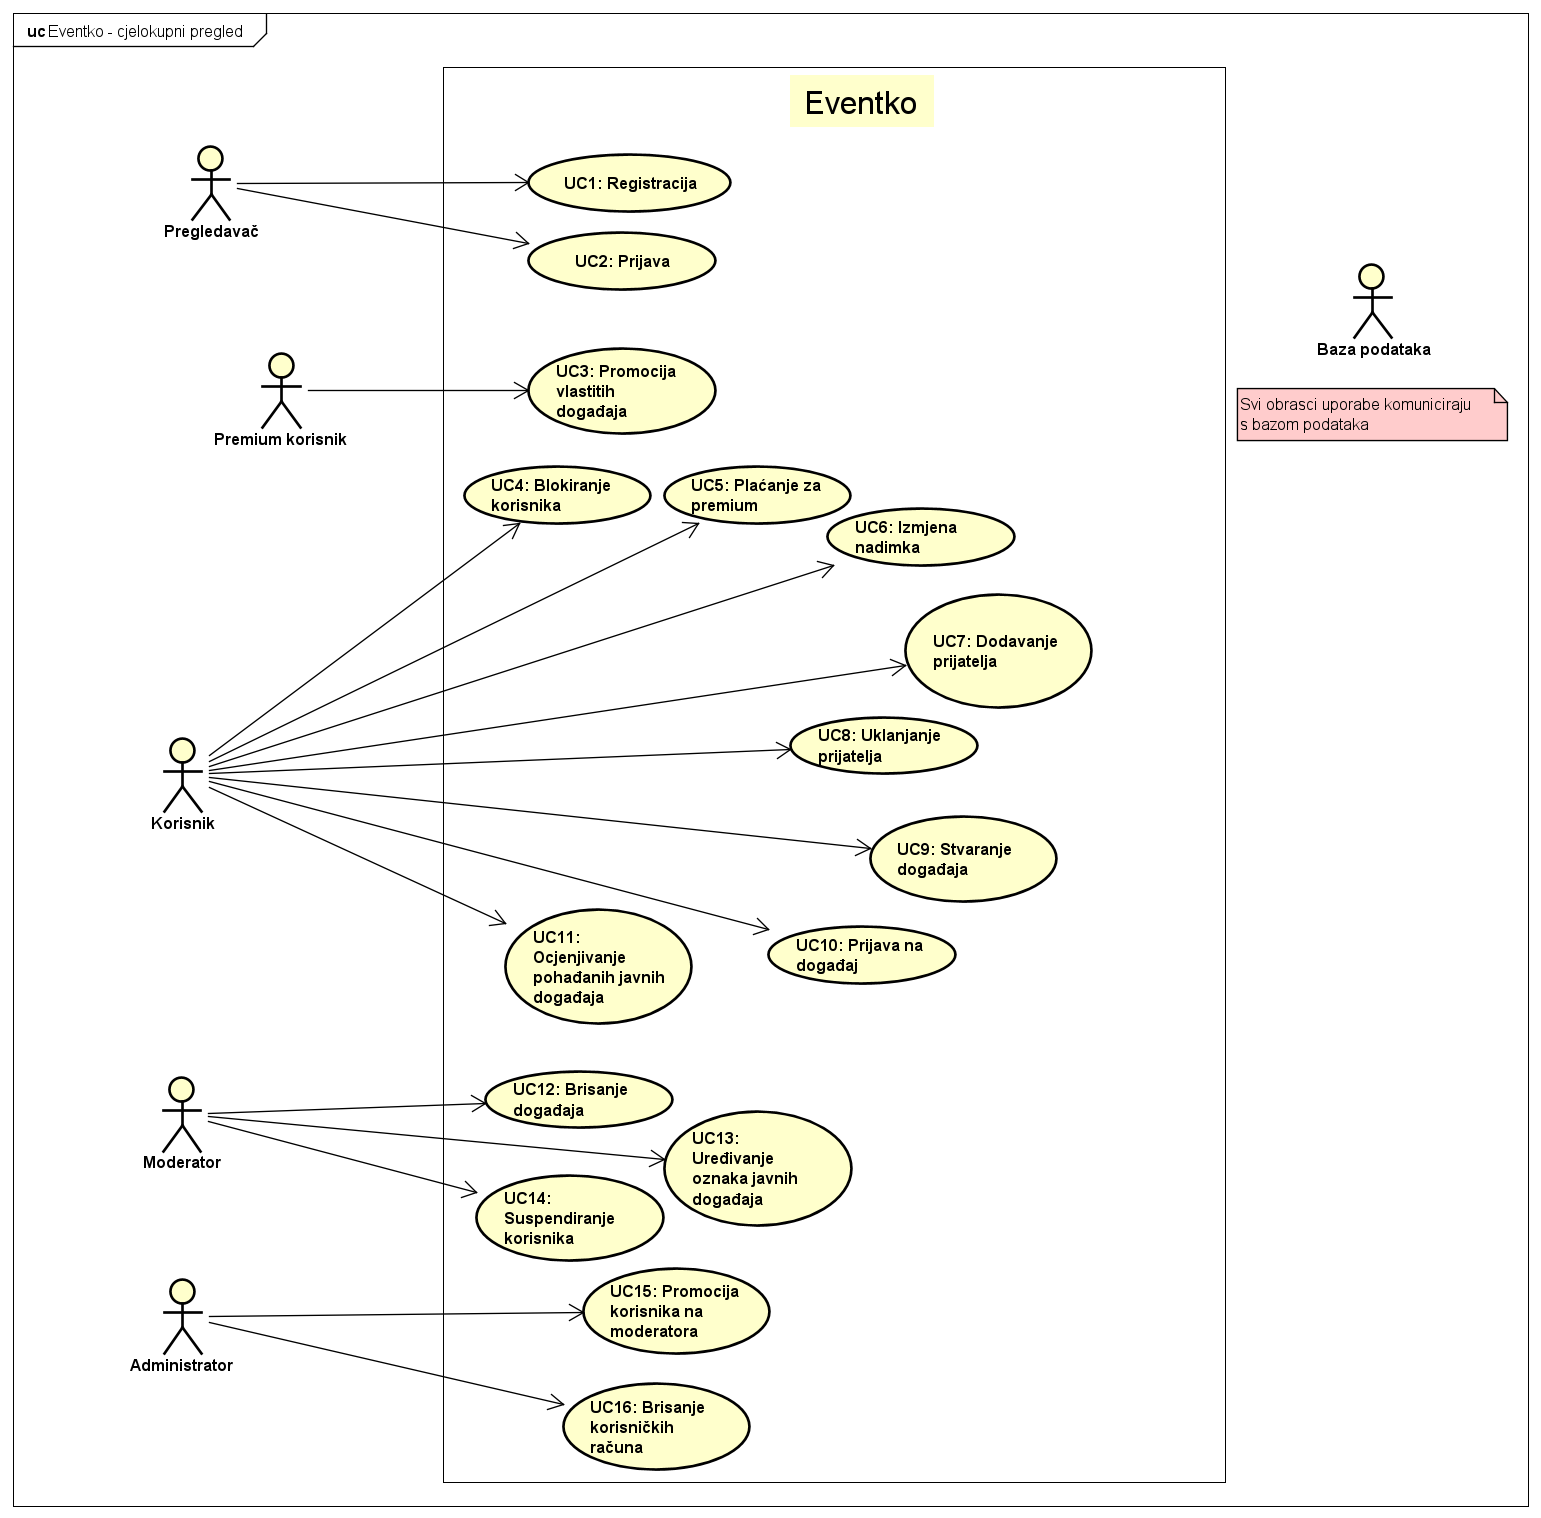 uc Eventko - cjelokupni pregled
Eventko
UC1: Registracija
Pregledavač
UC2: Prijava
Baza podataka
UC3: Promocija
vlastitih
događaja
Premium korisnik
Svi obrasci uporabe komuniciraju
s bazom podataka
UC4: Blokiranje
korisnika
UC5: Plaćanje za
premium
UC6: Izmjena
nadimka
UC7: Dodavanje
prijatelja
UC8: Uklanjanje
prijatelja
Korisnik
UC9: Stvaranje
događaja
UC10: Prijava na
događaj
UC11:
Ocjenjivanje
pohađanih javnih
događaja
UC12: Brisanje
događaja
Moderator
UC13:
Uređivanje
oznaka javnih
događaja
UC14:
Suspendiranje
korisnika
UC15: Promocija
korisnika na
moderatora
Administrator
UC16: Brisanje
korisničkih
računa